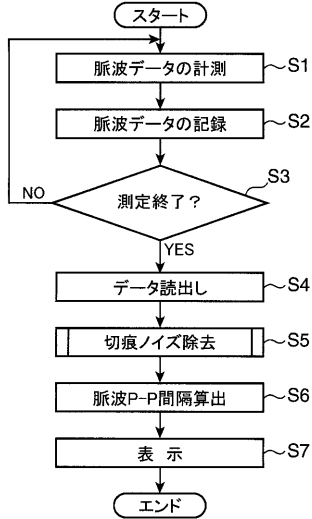 スタート
脈波データの計測 S1
脈波データの記録 S2
測定終了? S3
NO
YES
データ読出し S4
切痕ノイズ除去 S5
脈波P-P間隔算出 S6
表 示 S7
エンド